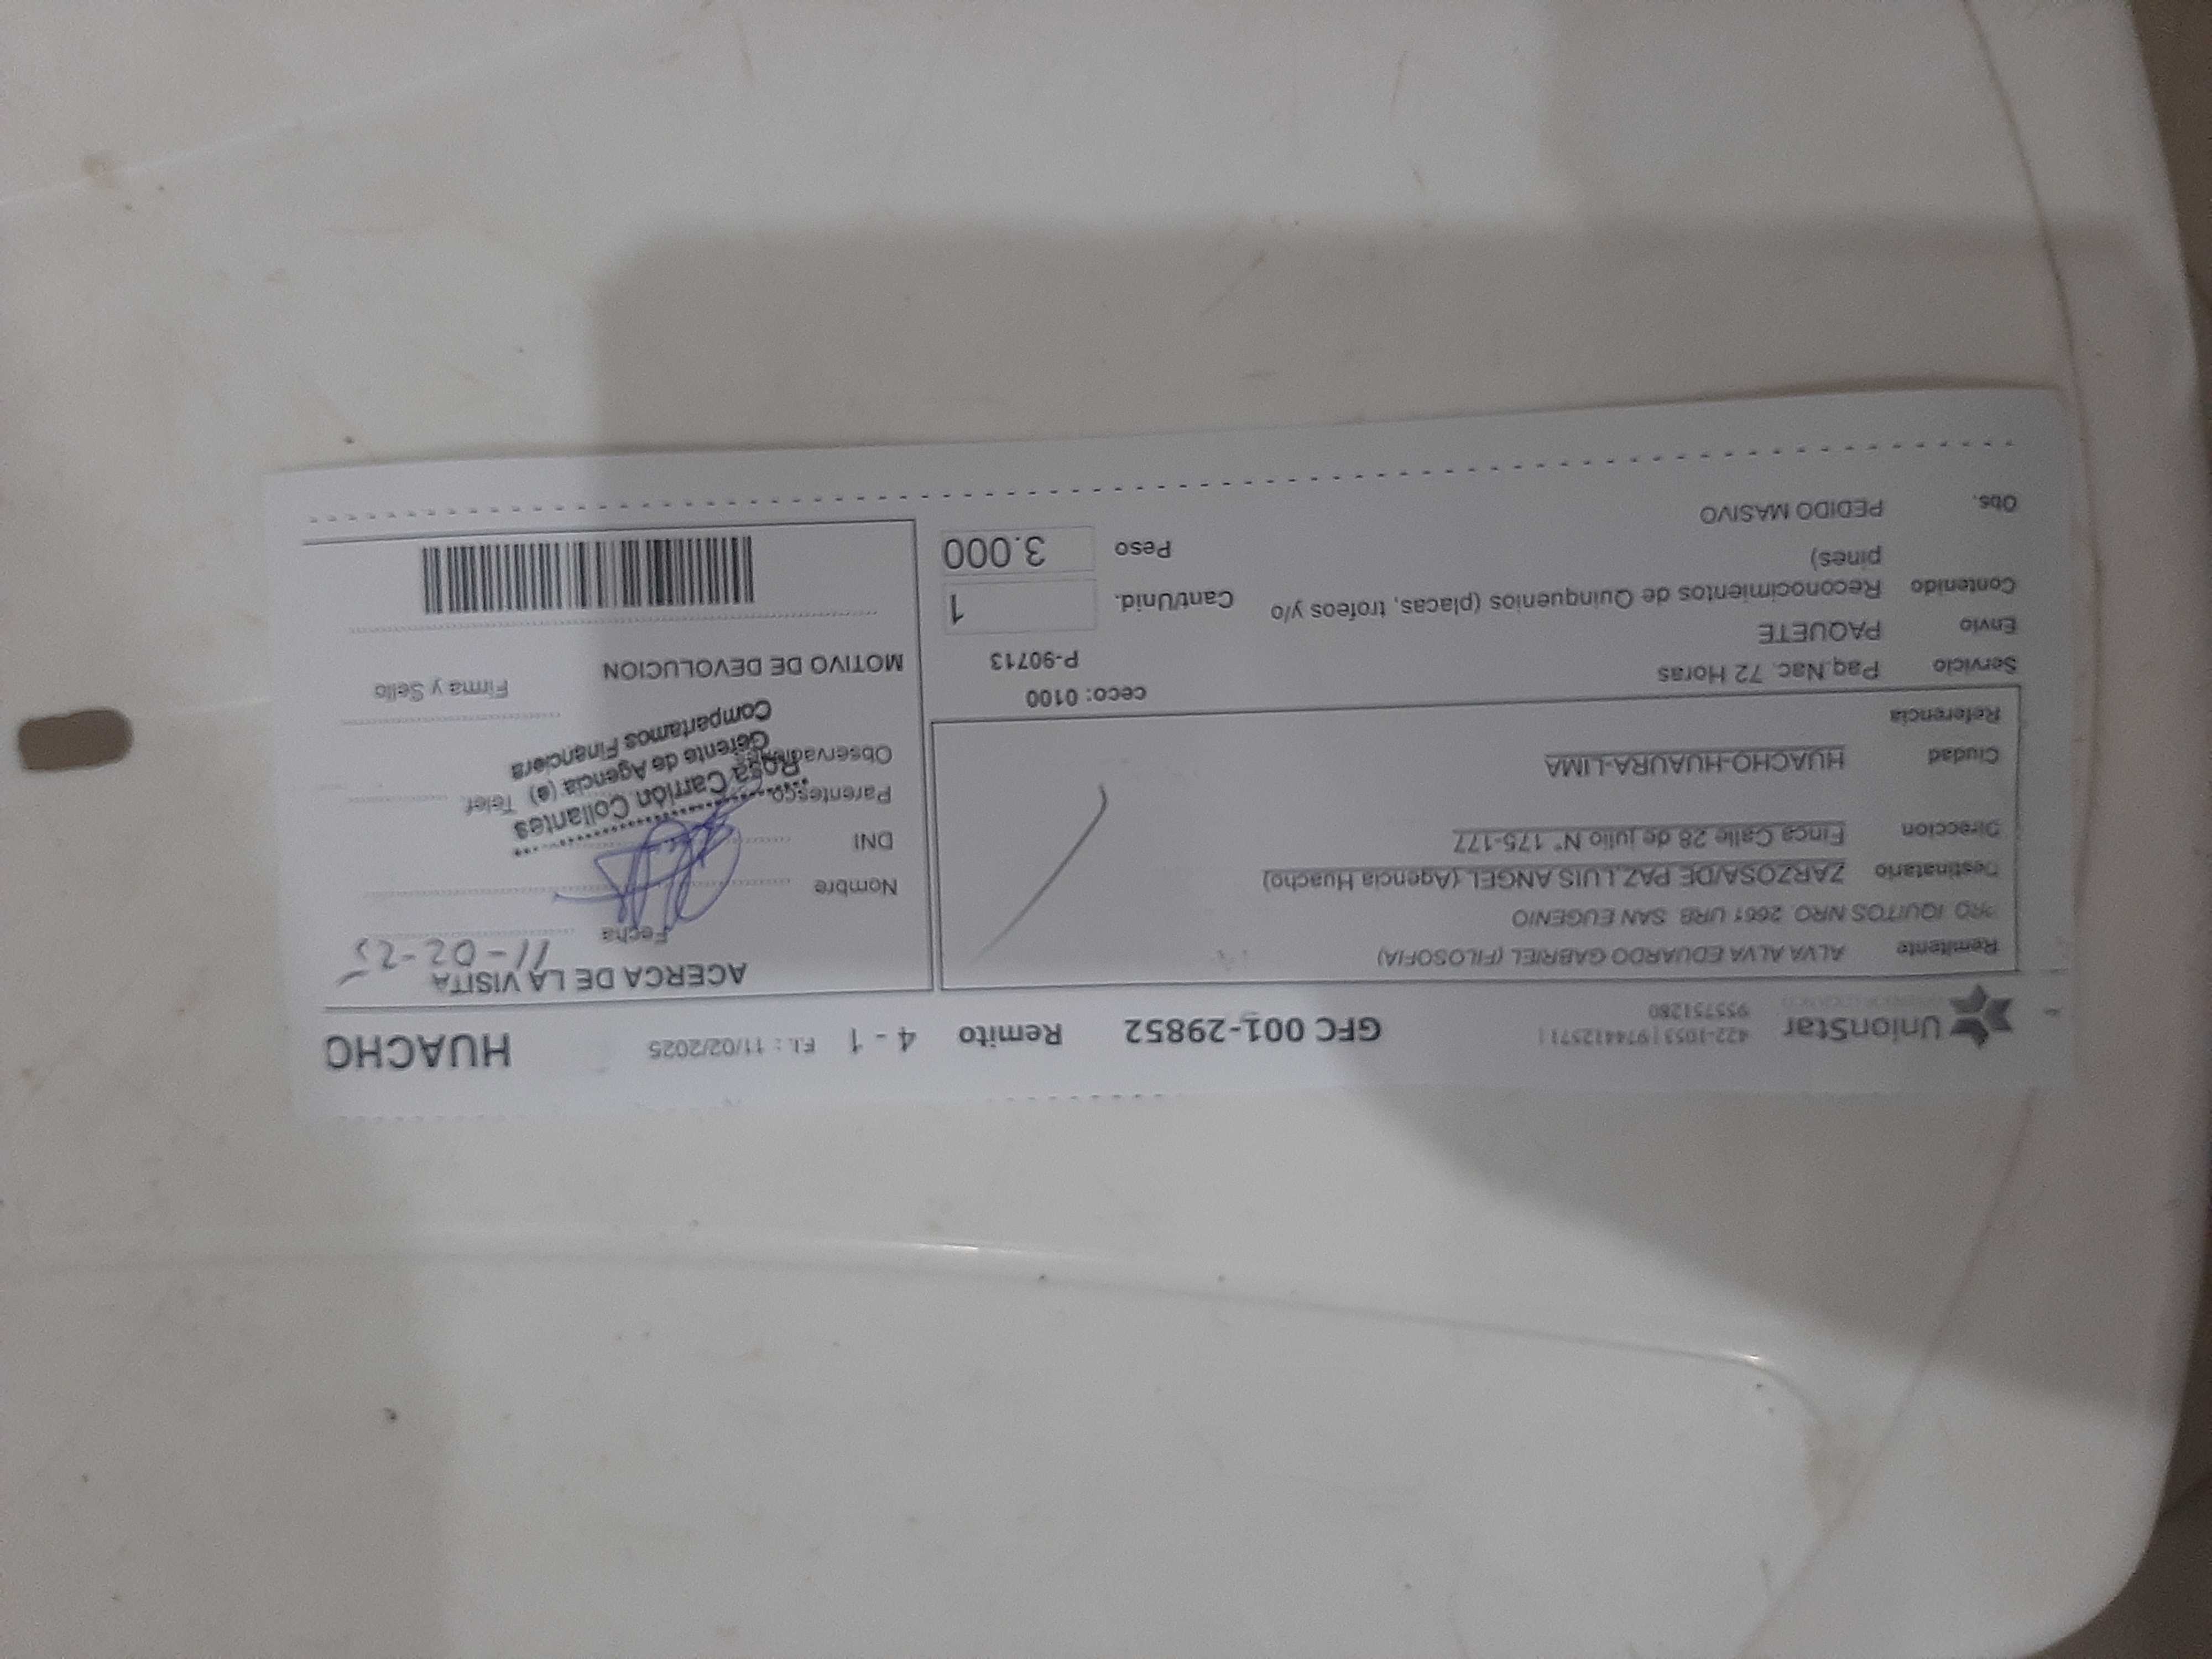 UnionStar 422-1053 | 974412571 | GFC 001-29852 Remito 4 - 1 F.I.: 11/02/2025 HUACHO
955751280
Remitente ALVA ALVA EDUARDO GABRIEL (FILOSOFIA)
PRO. IQUITOS NRO. 2661 URB. SAN EUGENIO
Destinatario ZARZOSA/DE PAZ,LUIS ANGEL (Agencia Huacho)
Direccion Finca Calle 28 de julio N° 175-177
Ciudad HUACHO-HUAURA-LIMA
Referencia
Servicio Paq.Nac. 72 Horas ceco: 0100
Envio PAQUETE P-90713
Contenido Reconocimientos de Quinquenios (placas, trofeos y/o
pines)
Cant/Unid. 1
Peso 3.000
Obs. PEDIDO MASIVO
ACERCA DE LA VISITA
Fecha 11-02-25
Nombre
DNI
Parentesco Telef.
Observación
Rosa Carrión Collantes
Gerente de Agencia (e)
Compartamos Financiera
MOTIVO DE DEVOLUCION Firma y Sello